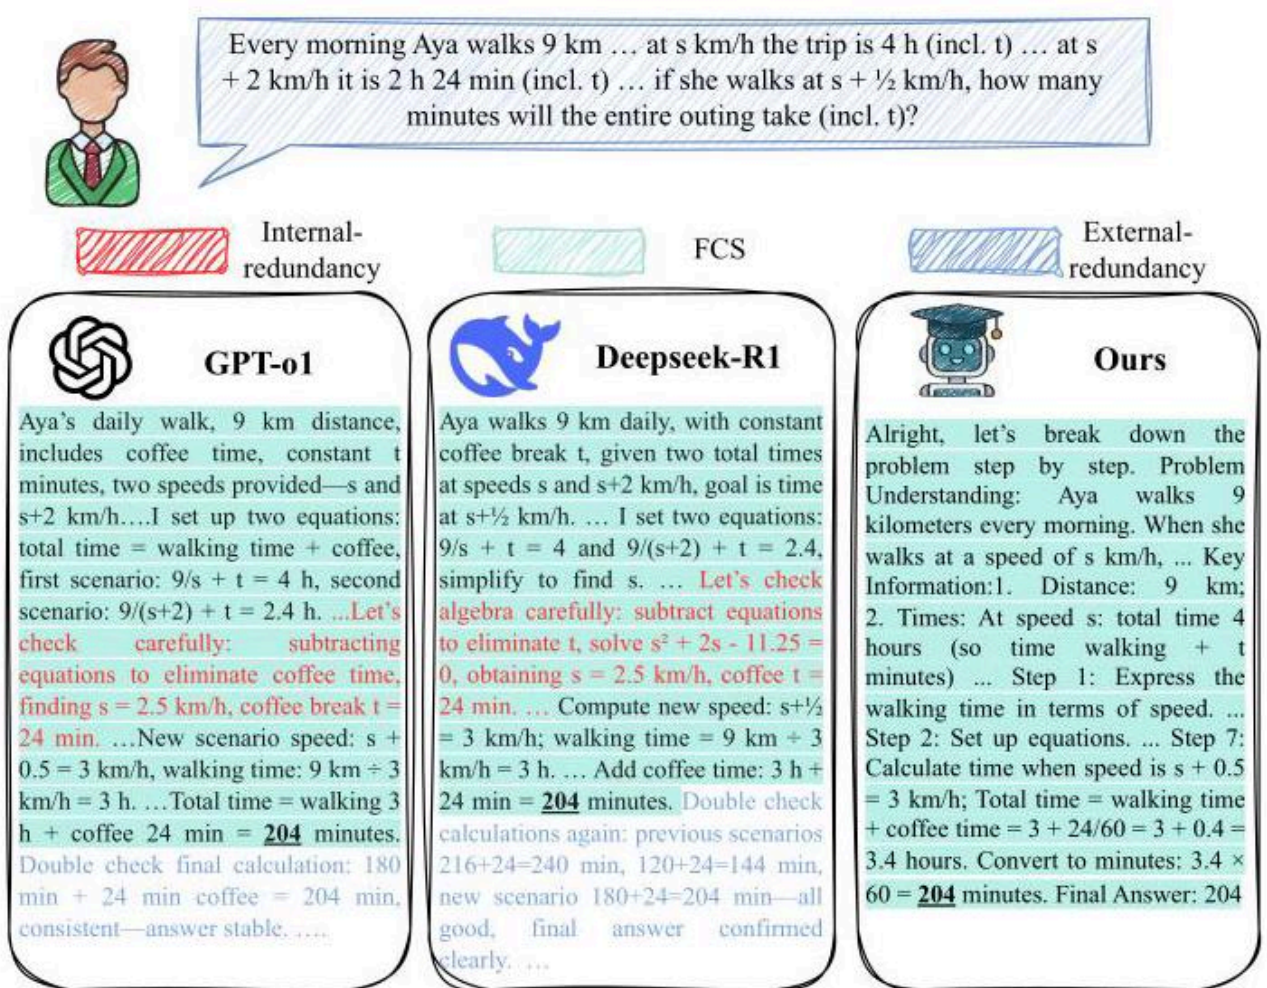 Every morning Aya walks 9 km … at s km/h the trip is 4 h (incl. t) … at s
+ 2 km/h it is 2 h 24 min (incl. t) … if she walks at s + ½ km/h, how many
minutes will the entire outing take (incl. t)?
Internal-
redundancy
FCS
External-
redundancy
GPT-o1
Aya’s daily walk, 9 km distance,
includes coffee time, constant t
minutes, two speeds provided—s and
s+2 km/h….I set up two equations:
total time = walking time + coffee,
first scenario: 9/s + t = 4 h, second
scenario: 9/(s+2) + t = 2.4 h. ...Let’s
check carefully: subtracting
equations to eliminate coffee time,
finding s = 2.5 km/h, coffee break t =
24 min. …New scenario speed: s +
0.5 = 3 km/h, walking time: 9 km ÷ 3
km/h = 3 h. …Total time = walking 3
h + coffee 24 min = 204 minutes.
Double check final calculation: 180
min + 24 min coffee = 204 min,
consistent—answer stable. ….
Deepseek-R1
Aya walks 9 km daily, with constant
coffee break t, given two total times
at speeds s and s+2 km/h, goal is time
at s+½ km/h. … I set two equations:
9/s + t = 4 and 9/(s+2) + t = 2.4,
simplify to find s. … Let’s check
algebra carefully: subtract equations
to eliminate t, solve s² + 2s - 11.25 =
0, obtaining s = 2.5 km/h, coffee t =
24 min. … Compute new speed: s+½
= 3 km/h; walking time = 9 km ÷ 3
km/h = 3 h. … Add coffee time: 3 h +
24 min = 204 minutes. Double check
calculations again: previous scenarios
216+24=240 min, 120+24=144 min,
new scenario 180+24=204 min—all
good, final answer confirmed
clearly. …
Ours
Alright, let’s break down the
problem step by step. Problem
Understanding: Aya walks 9
kilometers every morning. When she
walks at a speed of s km/h, ... Key
Information:1. Distance: 9 km;
2. Times: At speed s: total time 4
hours (so time walking + t
minutes) ... Step 1: Express the
walking time in terms of speed. ...
Step 2: Set up equations. ... Step 7:
Calculate time when speed is s + 0.5
= 3 km/h; Total time = walking time
+ coffee time = 3 + 24/60 = 3 + 0.4 =
3.4 hours. Convert to minutes: 3.4 ×
60 = 204 minutes. Final Answer: 204